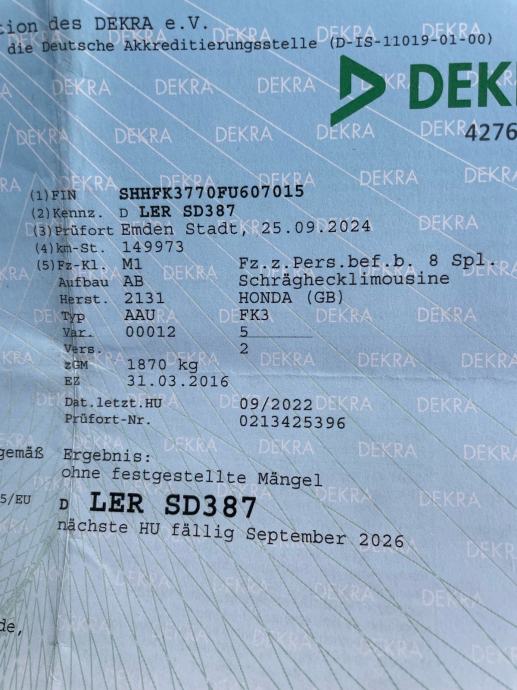 tion des DEKRA e.V.
die Deutsche Akkreditierungsstelle (D-IS-11019-01-00)
DEK
4276
(1) FIN SHHFK3770FU607015
(2) Kennz. D LER SD387
(3) Prüfort Emden Stadt, 25.09.2024
(4) km-St. 149973
(5) Fz-Kl. M1 Fz.z.Pers.bef.b. 8 Spl.
Aufbau AB Schräghecklimousine
Herst. 2131 HONDA (GB)
Typ AAU FK3
Var. 00012 5
Vers. 2
zGM 1870 kg
EZ 31.03.2016
Dat.letzt.HU 09/2022
Prüfort-Nr. 0213425396
gemäß Ergebnis:
ohne festgestellte Mängel
5/EU D LER SD387
nächste HU fällig September 2026
de,